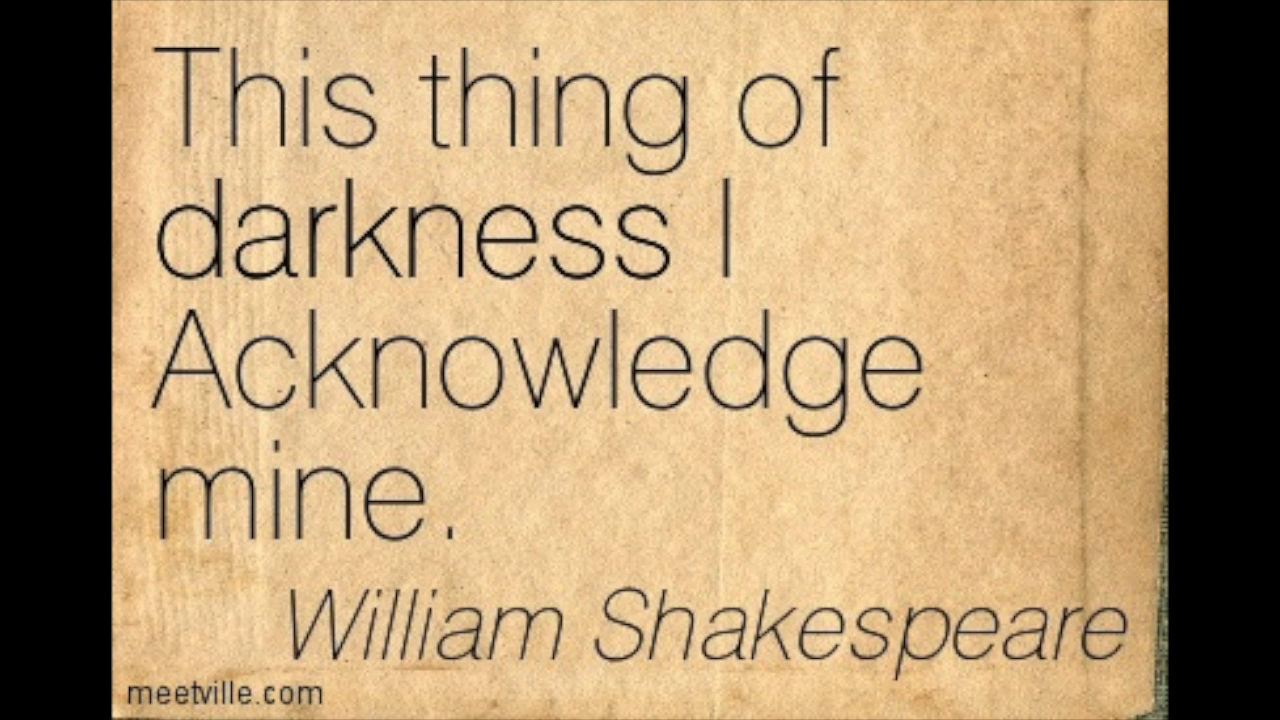 This thing of
darkness I
Acknowledge
mine.
William Shakespeare
meetville.com